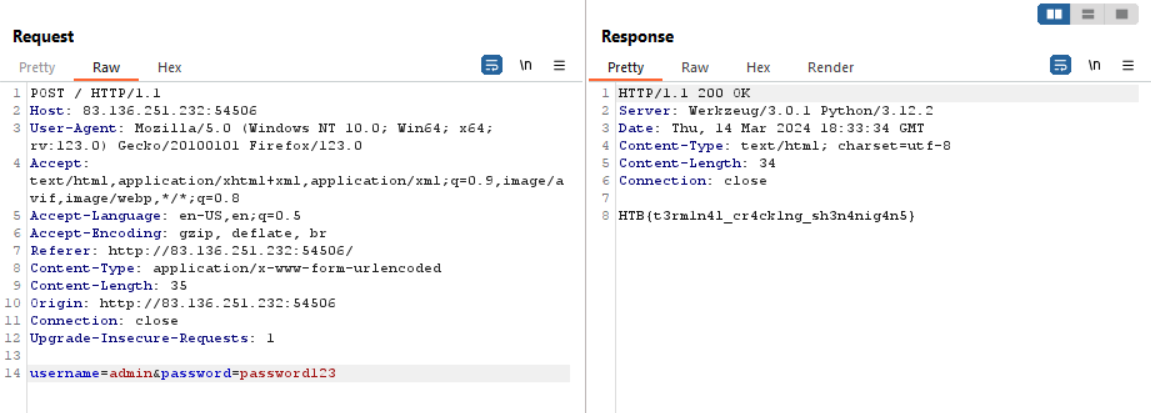 Request
Pretty Raw Hex \n
1 POST / HTTP/1.1
2 Host: 83.136.251.232:54506
3 User-Agent: Mozilla/5.0 (Windows NT 10.0; Win64; x64;
rv:123.0) Gecko/20100101 Firefox/123.0
4 Accept:
text/html,application/xhtml+xml,application/xml;q=0.9,image/a
vif,image/webp,*/*;q=0.8
5 Accept-Language: en-US,en;q=0.5
6 Accept-Encoding: gzip, deflate, br
7 Referer: http://83.136.251.232:54506/
8 Content-Type: application/x-www-form-urlencoded
9 Content-Length: 35
10 Origin: http://83.136.251.232:54506
11 Connection: close
12 Upgrade-Insecure-Requests: 1
13
14 username=admin&password=password123
Response
Pretty Raw Hex Render \n
1 HTTP/1.1 200 OK
2 Server: Werkzeug/3.0.1 Python/3.12.2
3 Date: Thu, 14 Mar 2024 18:33:34 GMT
4 Content-Type: text/html; charset=utf-8
5 Content-Length: 34
6 Connection: close
7
8 HTB{t3rm1n4l_cr4ck1ng_sh3n4nig4n5}